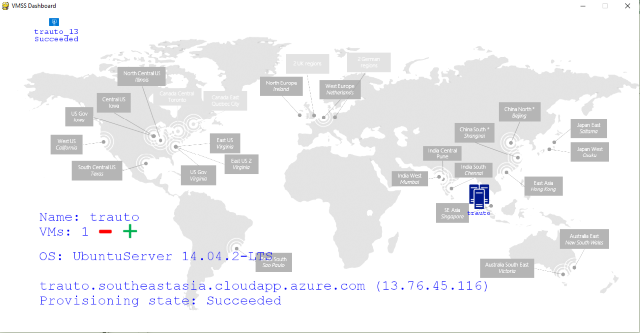 VMSS Dashboard
trauto_13
Succeeded
North Central US
Illinois
Central US
Iowa
US Gov
Iowa
West US
California
South Central US
Texas
East US
Virginia
East US 2
Virginia
US Gov
Virginia
Canada Central
Toronto
Canada East
Quebec City
North Europe
Ireland
West Europe
Netherlands
China North *
Beijing
China South *
Shanghai
Japan East
Saitama
Japan West
Osaka
India Central
Pune
India South
Chennai
India West
Mumbai
East Asia
Hong Kong
SE Asia
Singapore
trauto
Australia East
New South Wales
Australia South East
Victoria
South
Sao Paulo
Name: trauto
VMs: 1
OS: UbuntuServer 14.04.2-LTS
trauto.southeastasia.cloudapp.azure.com (13.76.45.116)
Provisioning state: Succeeded